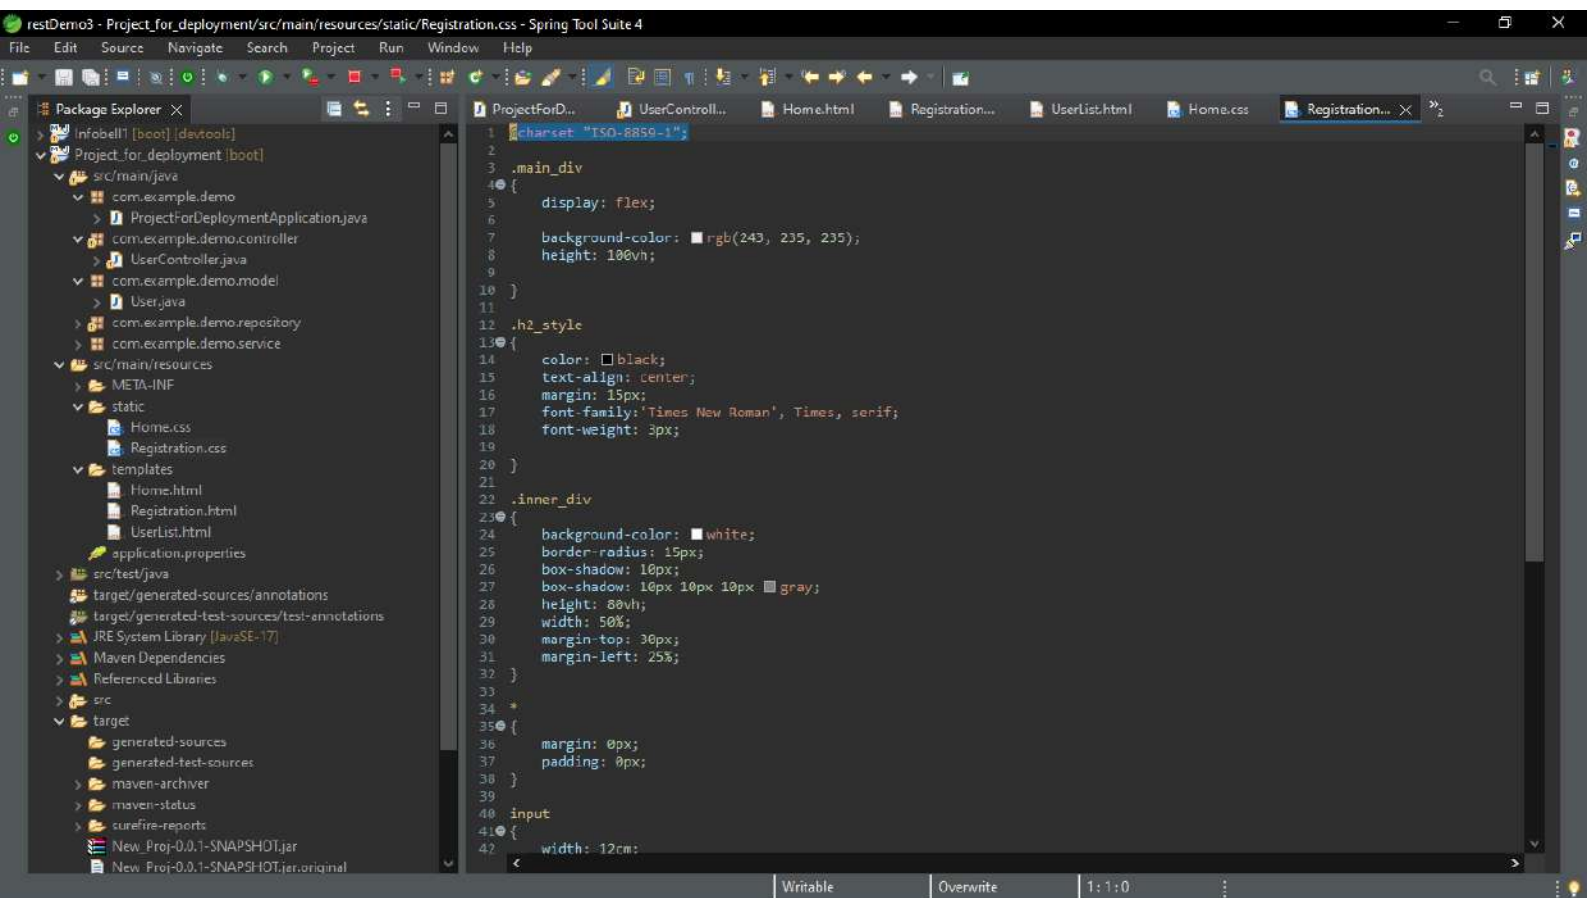 restDemo3 - Project_for_deployment/src/main/resources/static/Registration.css - Spring Tool Suite 4
File Edit Source Navigate Search Project Run Window Help
Package Explorer
Infobell1 [boot] [devtools]
Project_for_deployment [boot]
src/main/java
com.example.demo
ProjectForDeploymentApplication.java
com.example.demo.controller
UserController.java
com.example.demo.model
User.java
com.example.demo.repository
com.example.demo.service
src/main/resources
META-INF
static
Home.css
Registration.css
templates
Home.html
Registration.html
UserList.html
application.properties
src/test/java
target/generated-sources/annotations
target/generated-test-sources/test-annotations
JRE System Library [JavaSE-17]
Maven Dependencies
Referenced Libraries
src
target
generated-sources
generated-test-sources
maven-archiver
maven-status
surefire-reports
New_Proj-0.0.1-SNAPSHOT.jar
New_Proj-0.0.1-SNAPSHOT.jar.original
ProjectForD... UserControll... Home.html Registration... UserList.html Home.css Registration... »2
1 @charset "ISO-8859-1";
2
3 .main_div
4 {
5 display: flex;
6
7 background-color: rgb(243, 235, 235);
8 height: 100vh;
9
10 }
11
12 .h2_style
13 {
14 color: black;
15 text-align: center;
16 margin: 15px;
17 font-family:'Times New Roman', Times, serif;
18 font-weight: 3px;
19
20 }
21
22 .inner_div
23 {
24 background-color: white;
25 border-radius: 15px;
26 box-shadow: 10px;
27 box-shadow: 10px 10px 10px gray;
28 height: 80vh;
29 width: 50%;
30 margin-top: 30px;
31 margin-left: 25%;
32 }
33
34 *
35 {
36 margin: 0px;
37 padding: 0px;
38 }
39
40 input
41 {
42 width: 12cm;
Writable Overwrite 1:1:0